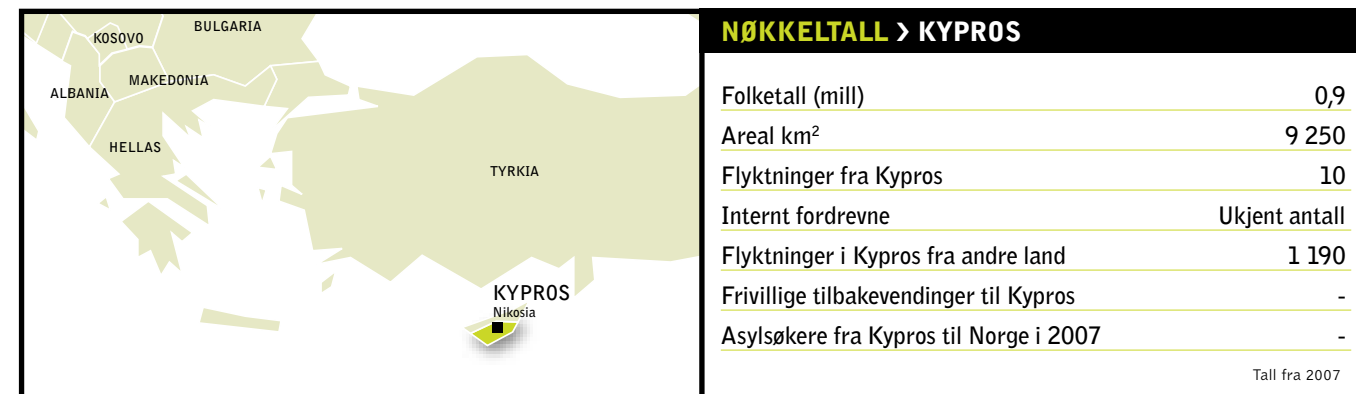 BULGARIA
KOSOVO
MAKEDONIA
ALBANIA
HELLAS
TYRKIA
KYPROS
Nikosia
NØKKELTALL > KYPROS
Folketall (mill) 0,9
Areal km² 9 250
Flyktninger fra Kypros 10
Internt fordrevne Ukjent antall
Flyktninger i Kypros fra andre land 1 190
Frivillige tilbakevendinger til Kypros -
Asylsøkere fra Kypros til Norge i 2007 -
Tall fra 2007